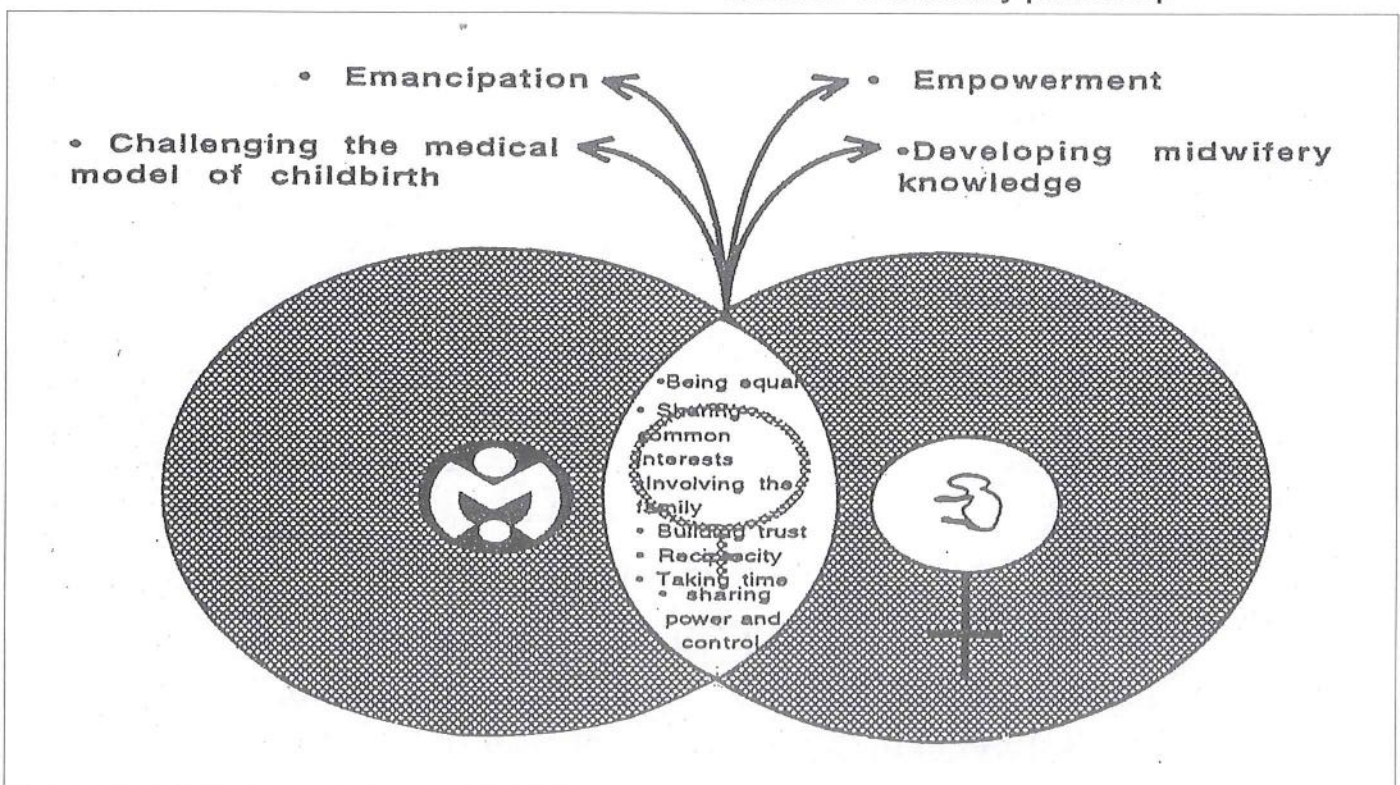 • Emancipation
• Empowerment
• Challenging the medical
model of childbirth
•Developing midwifery
knowledge
•Being equal
• Sharing
common
interests
•Involving the
family
• Building trust
• Reciprocity
• Taking time
• sharing
power and
control